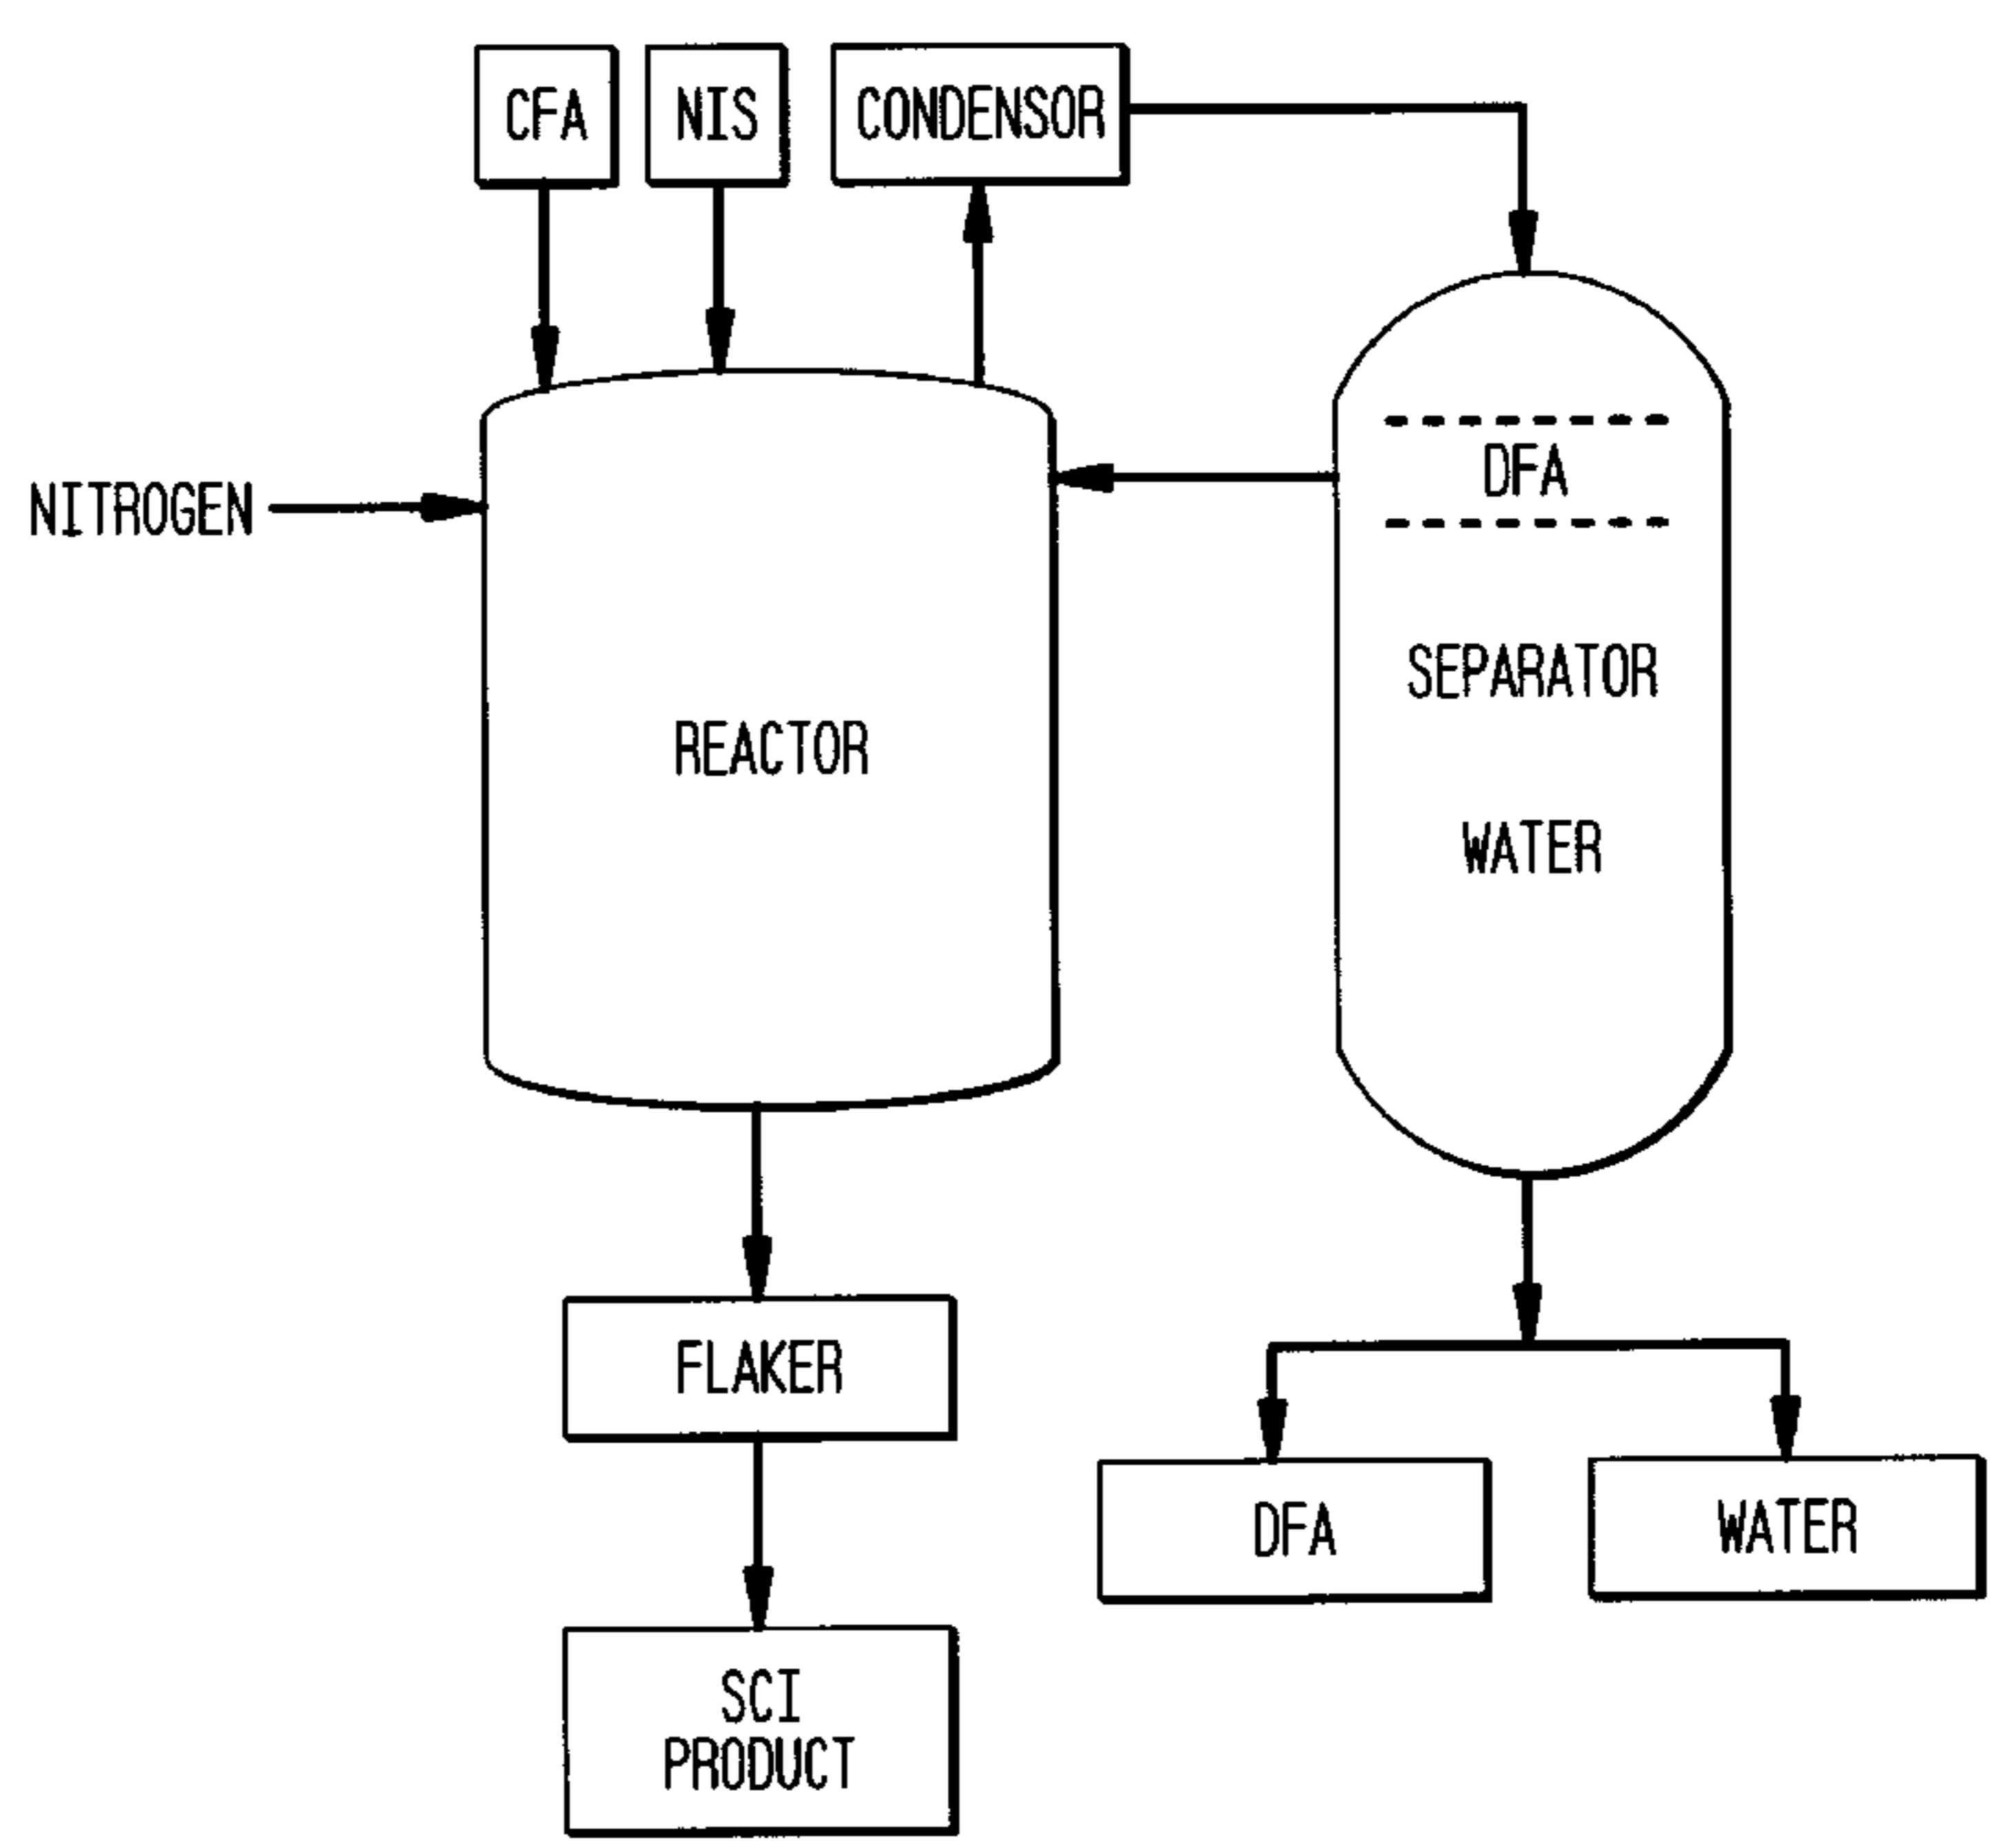 CFA
NIS
CONDENSOR
NITROGEN
DFA
SEPARATOR
REACTOR
WATER
FLAKER
DFA
WATER
SCI
PRODUCT